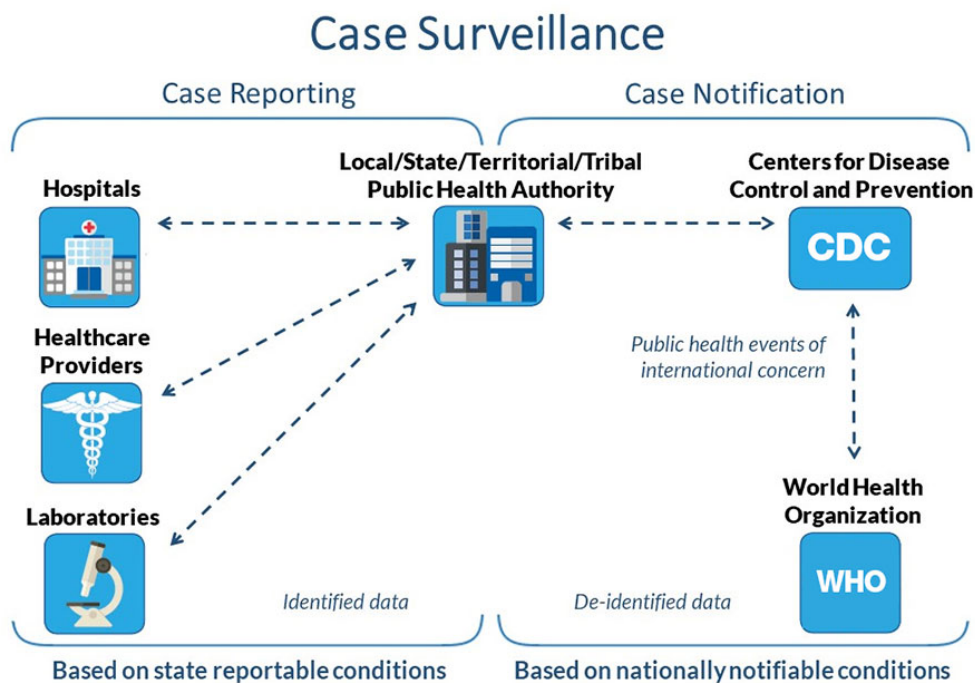 Case Surveillance
Case Reporting
Case Notification
Hospitals
Local/State/Territorial/Tribal
Public Health Authority
Centers for Disease
Control and Prevention
CDC
Healthcare
Providers
Public health events of
international concern
Laboratories
World Health
Organization
WHO
Identified data
De-identified data
Based on state reportable conditions
Based on nationally notifiable conditions